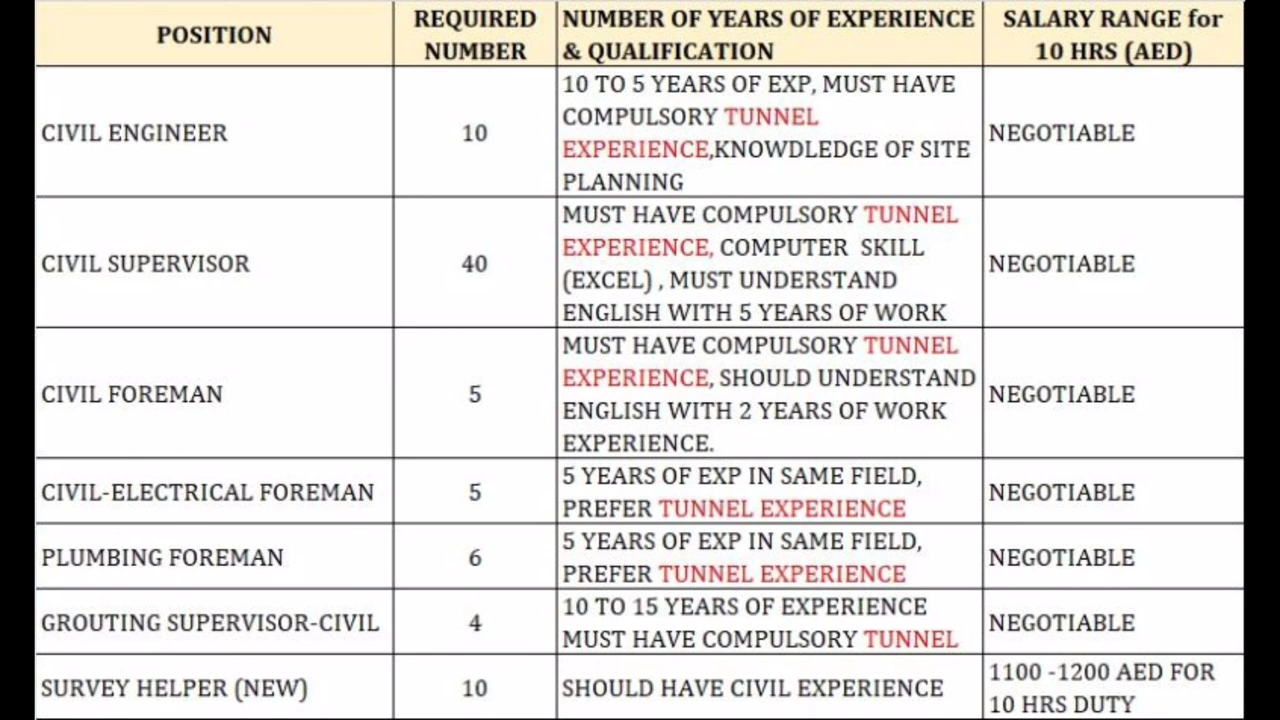 POSITION
REQUIRED
NUMBER
NUMBER OF YEARS OF EXPERIENCE
& QUALIFICATION
SALARY RANGE for
10 HRS (AED)
CIVIL ENGINEER
10
10 TO 5 YEARS OF EXP, MUST HAVE
COMPULSORY TUNNEL
EXPERIENCE,KNOWDLEDGE OF SITE
PLANNING
NEGOTIABLE
CIVIL SUPERVISOR
40
MUST HAVE COMPULSORY TUNNEL
EXPERIENCE, COMPUTER SKILL
(EXCEL) , MUST UNDERSTAND
ENGLISH WITH 5 YEARS OF WORK
NEGOTIABLE
CIVIL FOREMAN
5
MUST HAVE COMPULSORY TUNNEL
EXPERIENCE, SHOULD UNDERSTAND
ENGLISH WITH 2 YEARS OF WORK
EXPERIENCE.
NEGOTIABLE
CIVIL-ELECTRICAL FOREMAN
5
5 YEARS OF EXP IN SAME FIELD,
PREFER TUNNEL EXPERIENCE
NEGOTIABLE
PLUMBING FOREMAN
6
5 YEARS OF EXP IN SAME FIELD,
PREFER TUNNEL EXPERIENCE
NEGOTIABLE
GROUTING SUPERVISOR-CIVIL
4
10 TO 15 YEARS OF EXPERIENCE
MUST HAVE COMPULSORY TUNNEL
NEGOTIABLE
SURVEY HELPER (NEW)
10
SHOULD HAVE CIVIL EXPERIENCE
1100 -1200 AED FOR
10 HRS DUTY